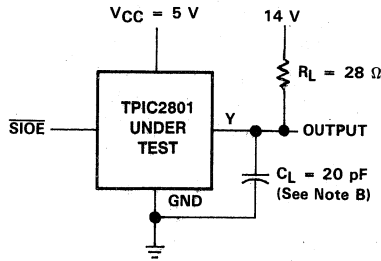 VCC = 5 V
14 V
RL = 28 Ω
TPIC2801
UNDER
TEST
SIOE
Y
OUTPUT
CL = 20 pF
(See Note B)
GND